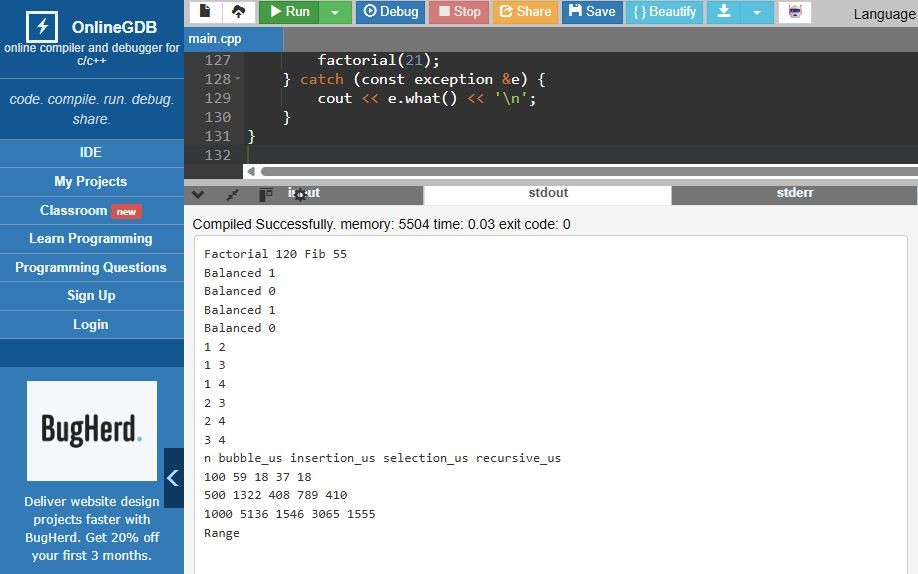 OnlineGDB
online compiler and debugger for
c/c++
code. compile. run. debug.
share.
IDE
My Projects
Classroom new
Learn Programming
Programming Questions
Sign Up
Login
BugHerd.
Deliver website design
projects faster with
BugHerd. Get 20% off
your first 3 months.
Run Debug Stop Share Save { } Beautify Language
main.cpp
127 factorial(21);
128 } catch (const exception &e) {
129 cout << e.what() << '\n';
130 }
131 }
132
input stdout stderr
Compiled Successfully. memory: 5504 time: 0.03 exit code: 0
Factorial 120 Fib 55
Balanced 1
Balanced 0
Balanced 1
Balanced 0
1 2
1 3
1 4
2 3
2 4
3 4
n bubble_us insertion_us selection_us recursive_us
100 59 18 37 18
500 1322 408 789 410
1000 5136 1546 3065 1555
Range